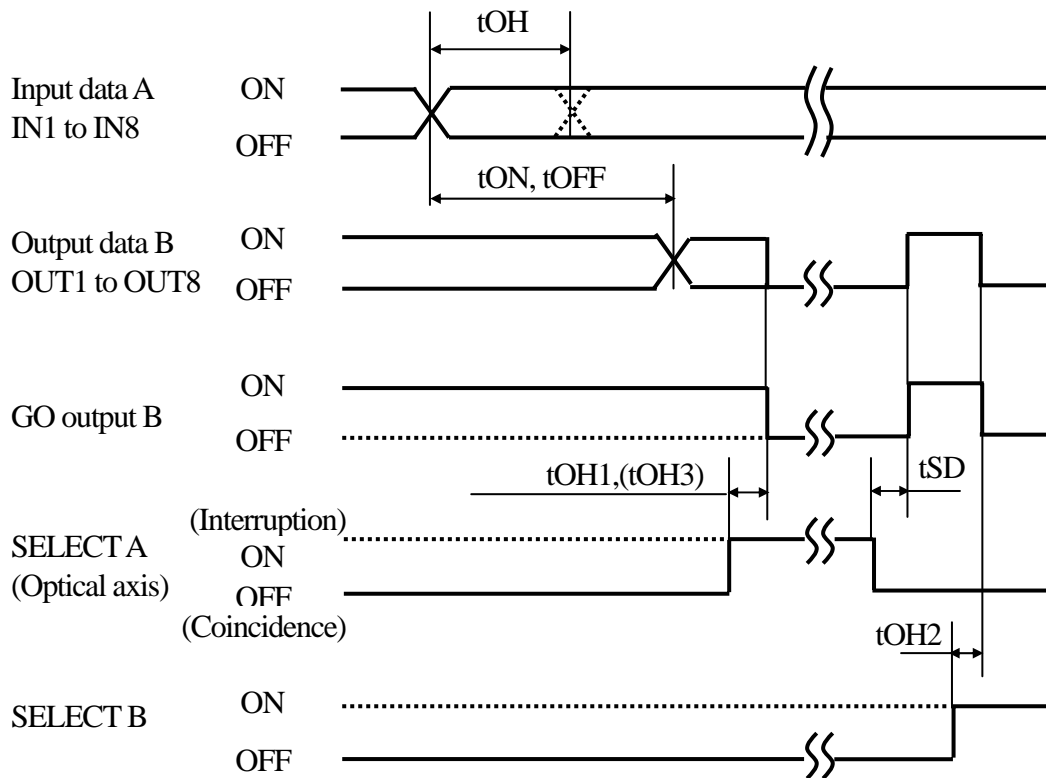 tOH
Input data A
IN1 to IN8
ON
OFF
tON, tOFF
Output data B
OUT1 to OUT8
ON
OFF
GO output B
ON
OFF
tOH1,(tOH3)
tSD
(Interruption)
SELECT A
(Optical axis)
ON
OFF
(Coincidence)
tOH2
SELECT B
ON
OFF